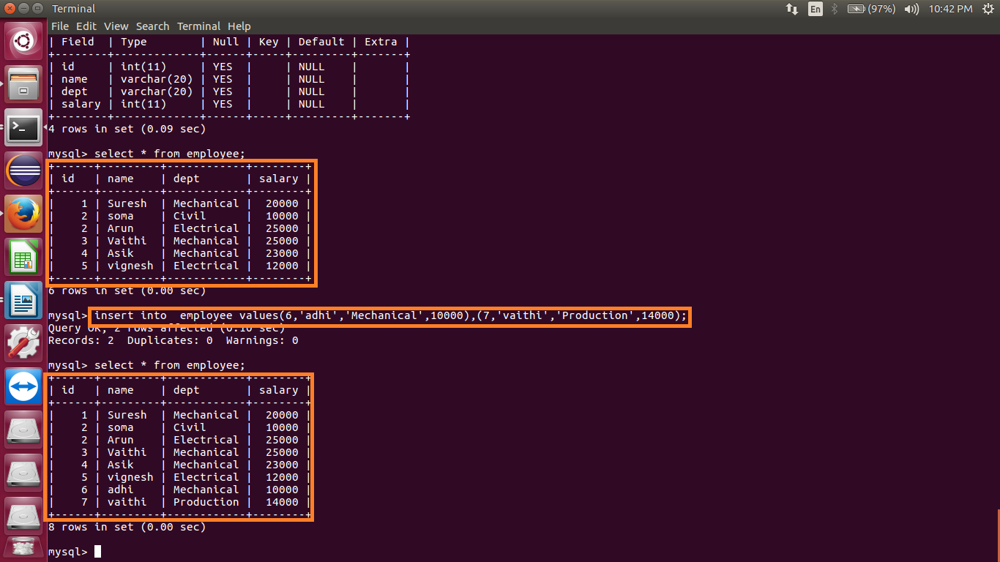 Terminal
En
(97%)
10:42 PM
File Edit View Search Terminal Help
| Field  | Type        | Null | Key | Default | Extra |
+--------+-------------+------+-----+---------+-------+
| id     | int(11)     | YES  |     | NULL    |       |
| name   | varchar(20) | YES  |     | NULL    |       |
| dept   | varchar(20) | YES  |     | NULL    |       |
| salary | int(11)     | YES  |     | NULL    |       |
+--------+-------------+------+-----+---------+-------+
4 rows in set (0.09 sec)
mysql> select * from employee;
+------+---------+------------+--------+
| id   | name    | dept       | salary |
+------+---------+------------+--------+
|    1 | Suresh  | Mechanical |  20000 |
|    2 | soma    | Civil      |  10000 |
|    2 | Arun    | Electrical |  25000 |
|    3 | Vaithi  | Mechanical |  25000 |
|    4 | Asik    | Mechanical |  23000 |
|    5 | vignesh | Electrical |  12000 |
+------+---------+------------+--------+
6 rows in set (0.00 sec)
mysql> insert into  employee values(6,'adhi','Mechanical',10000),(7,'vaithi','Production',14000);
Query OK, 2 rows affected (0.10 sec)
Records: 2  Duplicates: 0  Warnings: 0
mysql> select * from employee;
+------+---------+------------+--------+
| id   | name    | dept       | salary |
+------+---------+------------+--------+
|    1 | Suresh  | Mechanical |  20000 |
|    2 | soma    | Civil      |  10000 |
|    2 | Arun    | Electrical |  25000 |
|    3 | Vaithi  | Mechanical |  25000 |
|    4 | Asik    | Mechanical |  23000 |
|    5 | vignesh | Electrical |  12000 |
|    6 | adhi    | Mechanical |  10000 |
|    7 | vaithi  | Production |  14000 |
+------+---------+------------+--------+
8 rows in set (0.00 sec)
mysql>